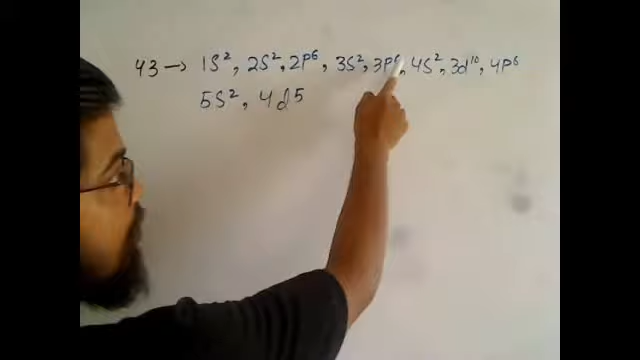 43 → 1S², 2S², 2P⁶, 3S², 3P⁶, 4S², 3d¹⁰, 4P⁶
5S², 4d5